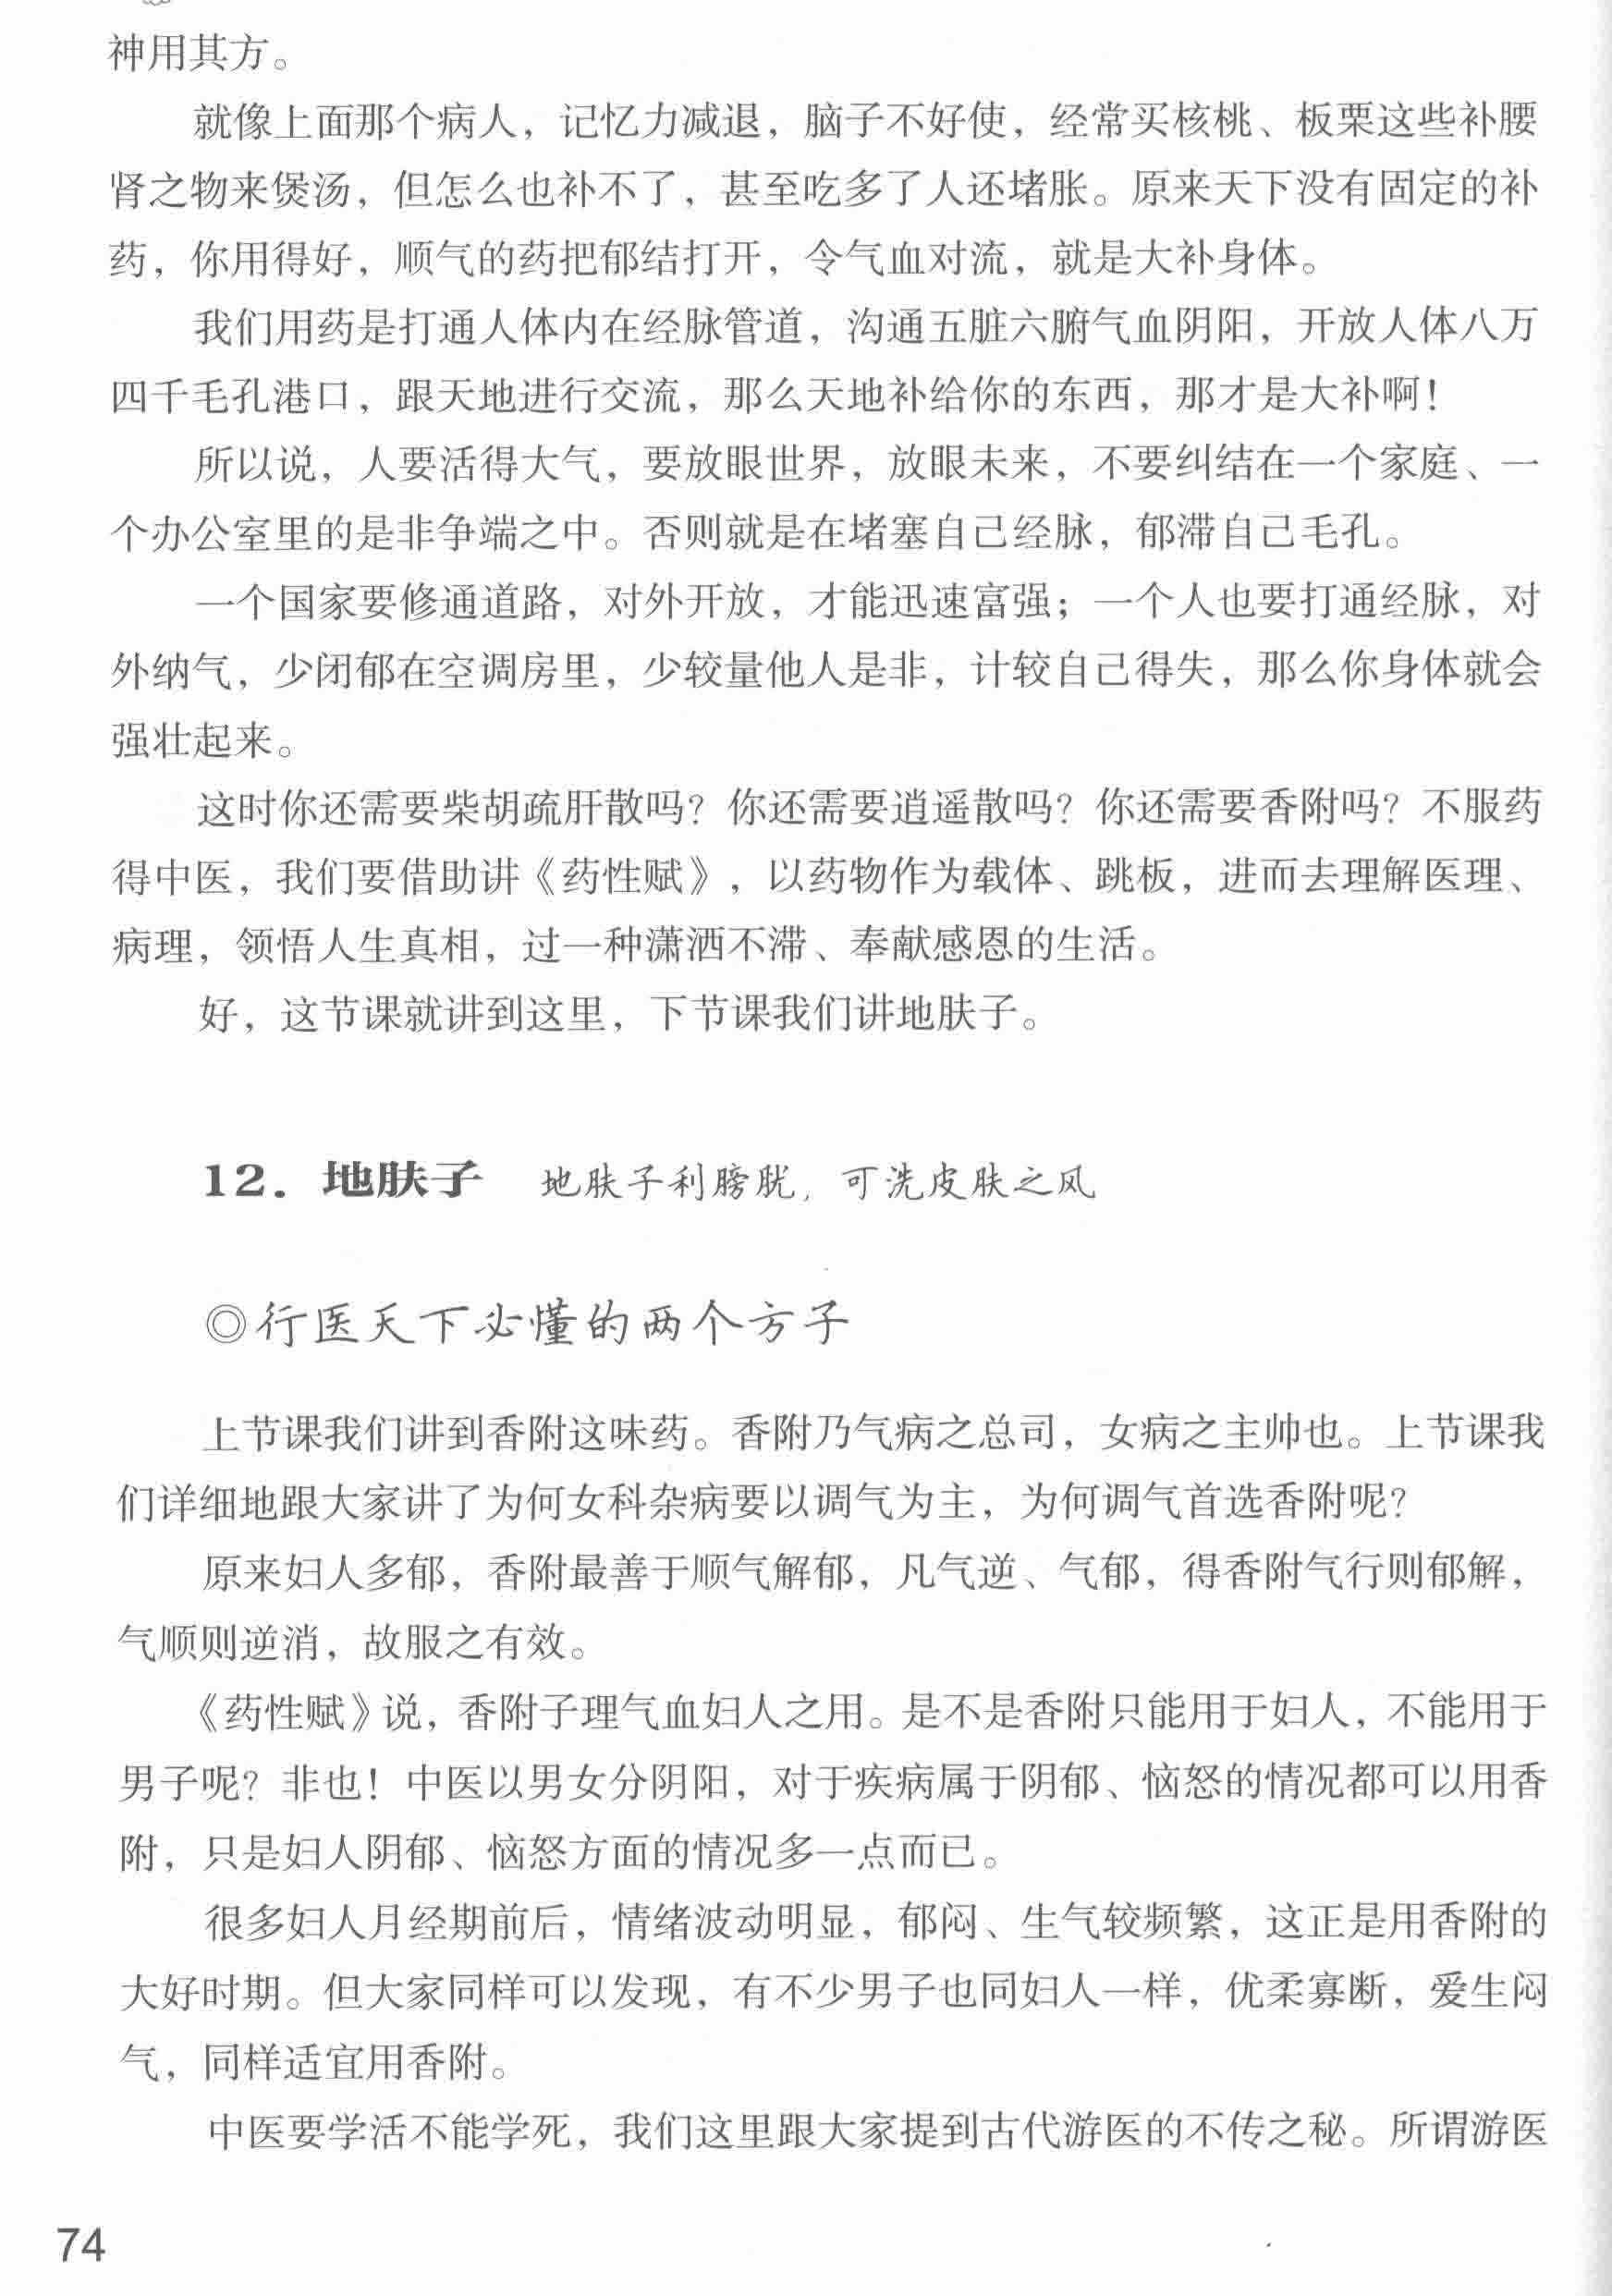 神用其方。
就像上面那个病人，记忆力减退，脑子不好使，经常买核桃、板栗这些补腰
肾之物来煲汤，但怎么也补不了，甚至吃多了人还堵胀。原来天下没有固定的补
药，你用得好，顺气的药把郁结打开，令气血对流，就是大补身体。
我们用药是打通人体内在经脉管道，沟通五脏六腑气血阴阳，开放人体八万
四千毛孔港口，跟天地进行交流，那么天地补给你的东西，那才是大补啊！
所以说，人要活得大气，要放眼世界，放眼未来，不要纠结在一个家庭、一
个办公室里的是非争端之中。否则就是在堵塞自己经脉，郁滞自己毛孔。
一个国家要修通道路，对外开放，才能迅速富强；一个人也要打通经脉，对
外纳气，少闭郁在空调房里，少较量他人是非，计较自己得失，那么你身体就会
强壮起来。
这时你还需要柴胡疏肝散吗？你还需要逍遥散吗？你还需要香附吗？不服药
得中医，我们要借助讲《药性赋》，以药物作为载体、跳板，进而去理解医理、
病理，领悟人生真相，过一种潇洒不滞、奉献感恩的生活。
好，这节课就讲到这里，下节课我们讲地肤子。
12．地肤子 地肤子利膀胱，可洗皮肤之风
◎行医天下必懂的两个方子
上节课我们讲到香附这味药。香附乃气病之总司，女病之主帅也。上节课我
们详细地跟大家讲了为何女科杂病要以调气为主，为何调气首选香附呢？
原来妇人多郁，香附最善于顺气解郁，凡气逆、气郁，得香附气行则郁解，
气顺则逆消，故服之有效。
《药性赋》说，香附子理气血妇人之用。是不是香附只能用于妇人，不能用于
男子呢？非也！中医以男女分阴阳，对于疾病属于阴郁、恼怒的情况都可以用香
附，只是妇人阴郁、恼怒方面的情况多一点而已。
很多妇人月经期前后，情绪波动明显，郁闷、生气较频繁，这正是用香附的
大好时期。但大家同样可以发现，有不少男子也同妇人一样，优柔寡断，爱生闷
气，同样适宜用香附。
中医要学活不能学死，我们这里跟大家提到古代游医的不传之秘。所谓游医
74